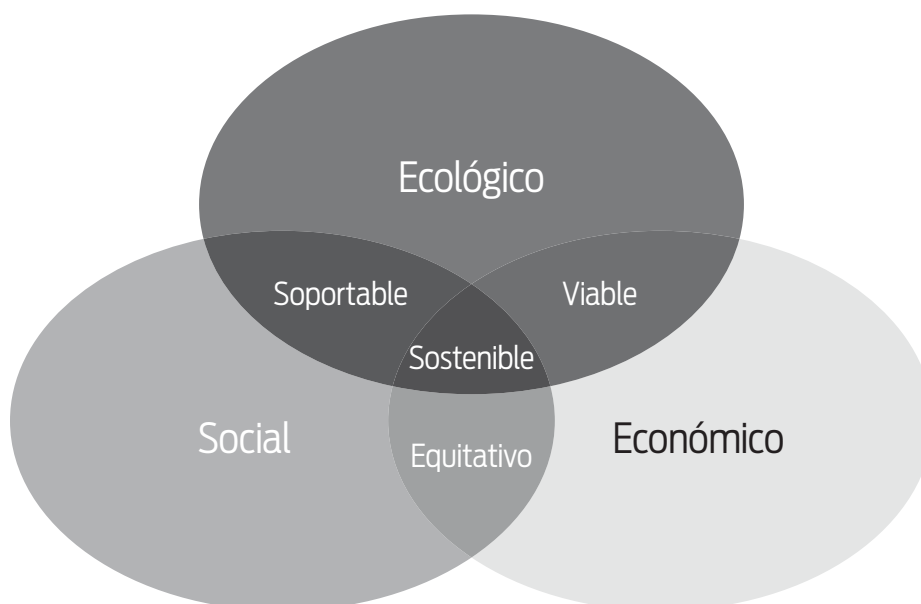 Ecológico
Soportable
Viable
Sostenible
Social
Económico
Equitativo